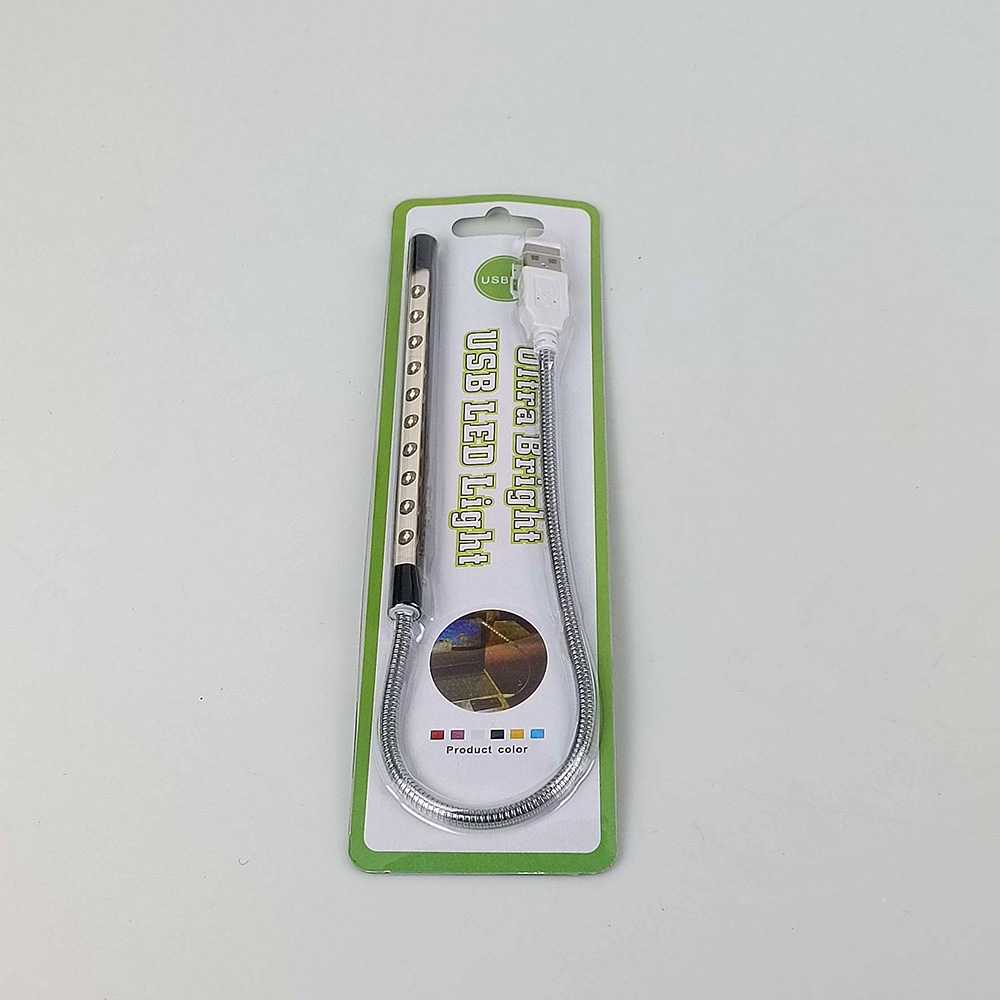 USB
Ultra Bright
USB LED Light
Product color